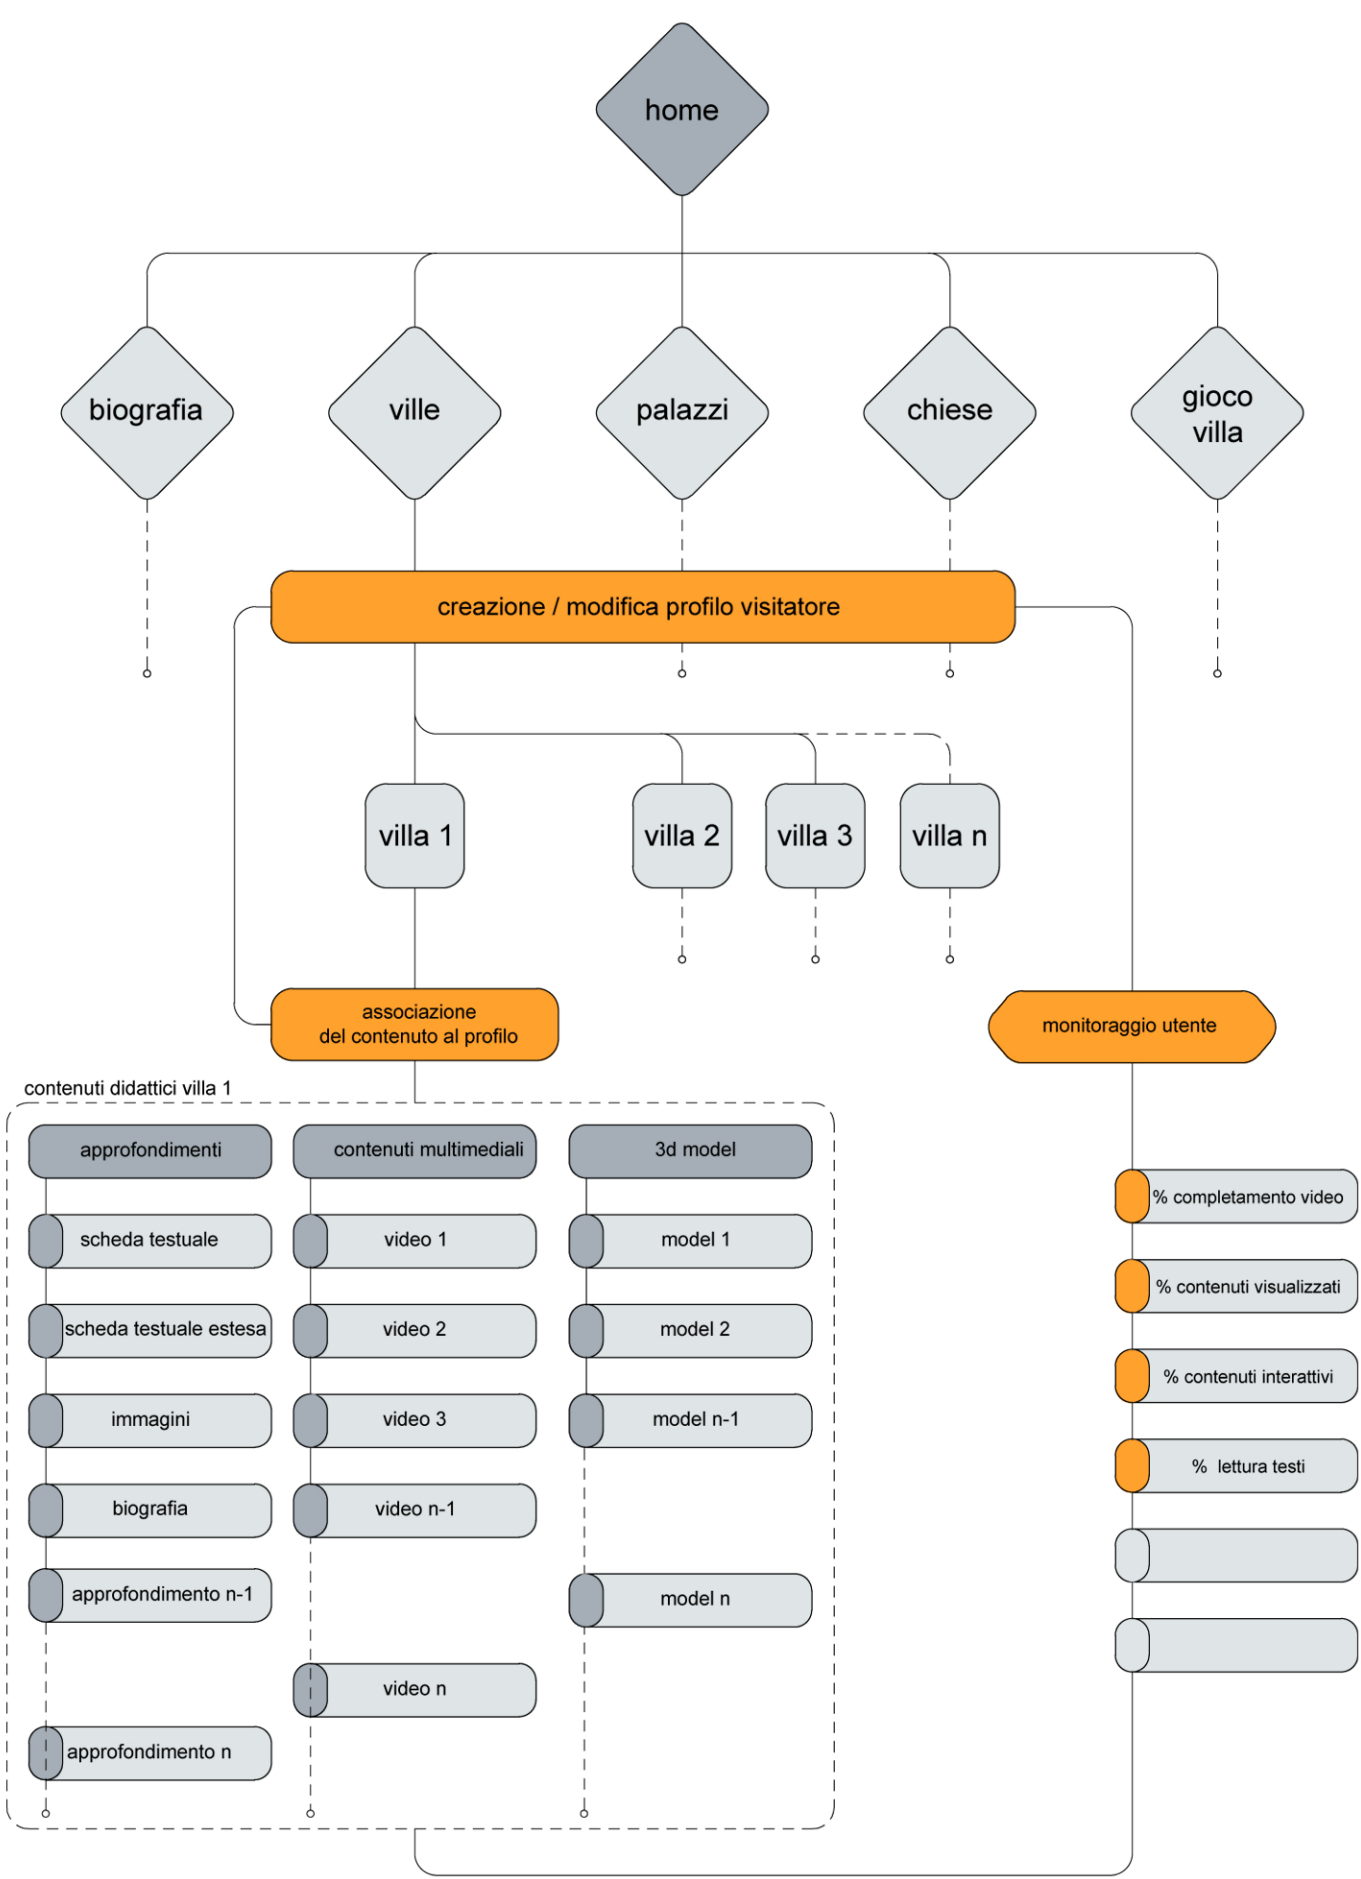 home
biografia
ville
palazzi
chiese
gioco
villa
creazione / modifica profilo visitatore
villa 1
villa 2
villa 3
villa n
associazione
del contenuto al profilo
monitoraggio utente
contenuti didattici villa 1
approfondimenti
scheda testuale
scheda testuale estesa
immagini
biografia
approfondimento n-1
approfondimento n
contenuti multimediali
video 1
video 2
video 3
video n-1
video n
3d model
model 1
model 2
model n-1
model n
% completamento video
% contenuti visualizzati
% contenuti interattivi
% lettura testi